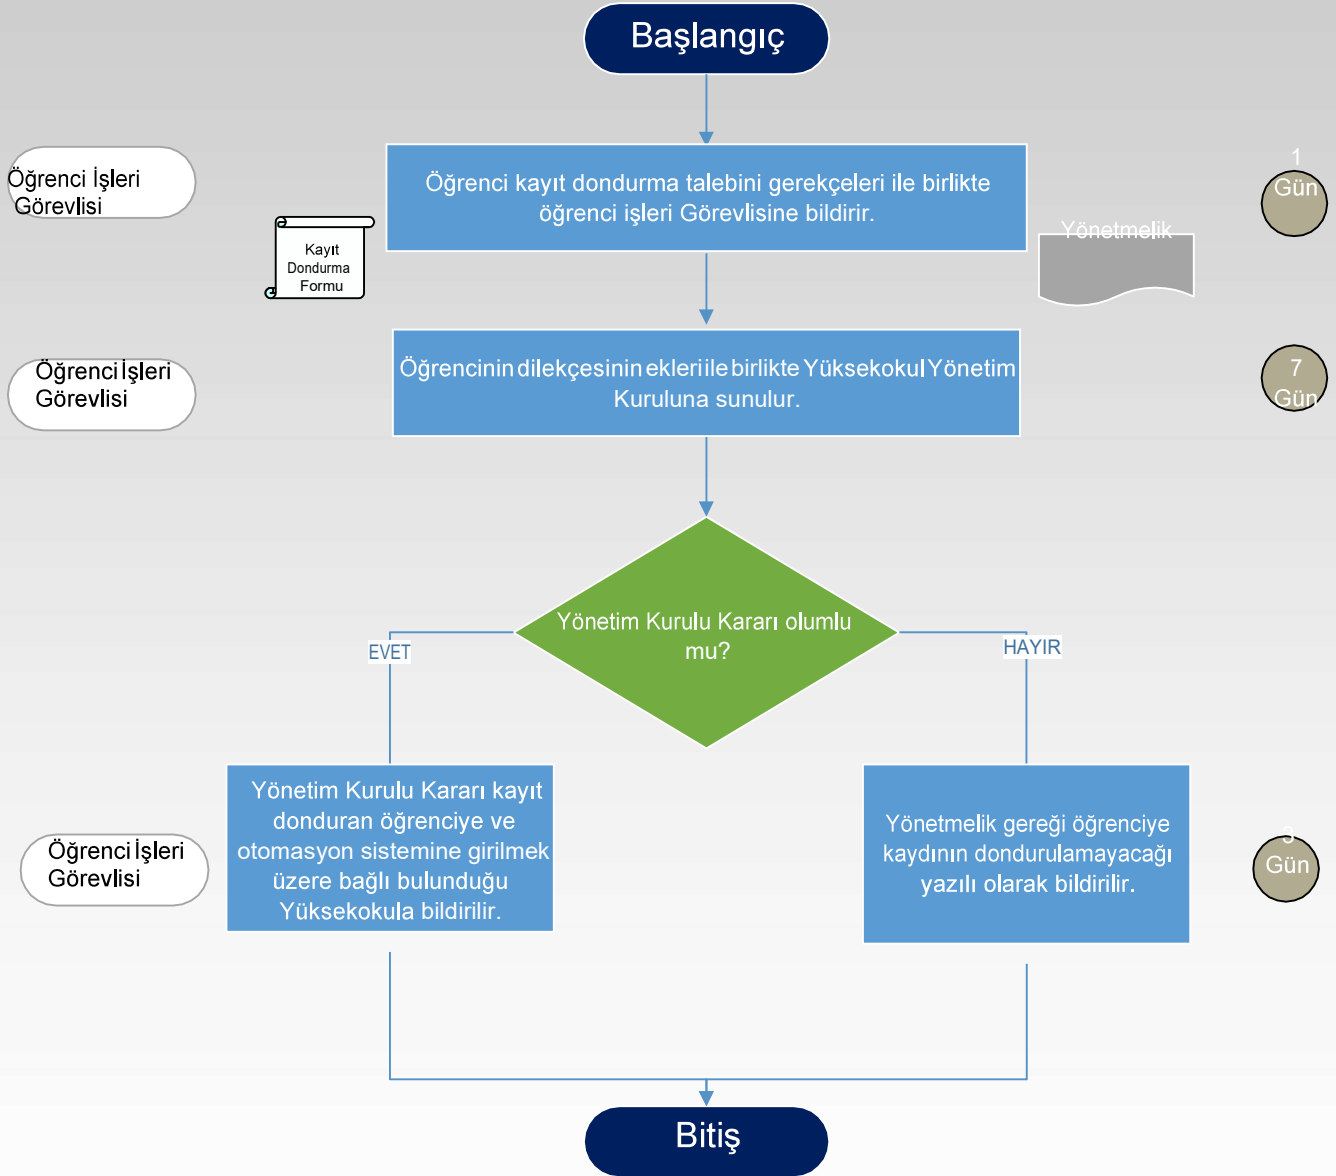 Başlangıç
Öğrenci İşleri
Görevlisi
Öğrenci kayıt dondurma talebini gerekçeleri ile birlikte
öğrenci işleri Görevlisine bildirir.
1
Gün
Kayıt
Dondurma
Formu
Yönetmelik
Öğrenci İşleri
Görevlisi
Öğrencinin dilekçesinin ekleri ile birlikte Yüksekokul Yönetim
Kuruluna sunulur.
7
Gün
Yönetim Kurulu Kararı olumlu
mu?
EVET
HAYIR
Öğrenci İşleri
Görevlisi
Yönetim Kurulu Kararı kayıt
donduran öğrenciye ve
otomasyon sistemine girilmek
üzere bağlı bulunduğu
Yüksekokula bildirilir.
Yönetmelik gereği öğrenciye
kaydının dondurulamayacağı
yazılı olarak bildirilir.
3
Gün
Bitiş